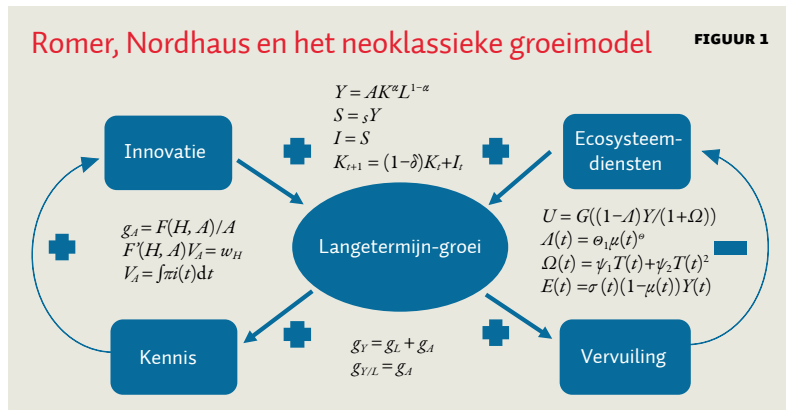 Romer, Nordhaus en het neoklassieke groeimodel
FIGUUR 1
Y = AK^α L^{1-α}
S = _sY
I = S
K_{t+1} = (1-δ)K_t+I_t
Innovatie
Ecosysteem-
diensten
g_A = F(H, A)/A
F'(H, A)V_A = w_H
V_A = ∫πi(t)dt
Langetermijn-groei
U = G((1-Λ)Y/(1+Ω))
Λ(t) = Θ_1μ(t)^Θ
Ω(t) = ψ_1T(t)+ψ_2T(t)^2
E(t) =σ(t)(1-μ(t))Y(t)
Kennis
g_Y = g_L + g_A
g_{Y/L} = g_A
Vervuiling